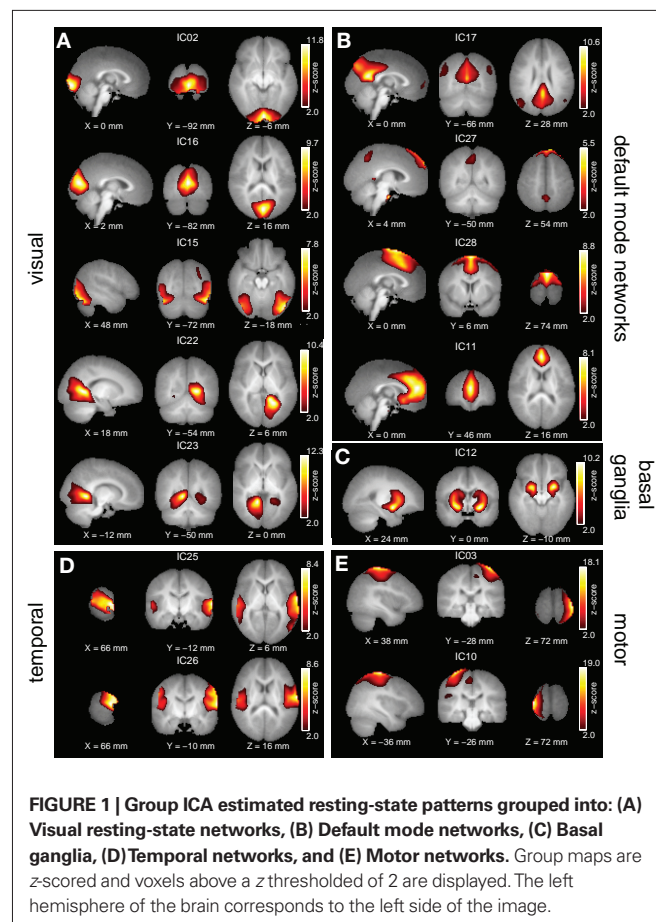 A
IC02
11.8
z-score
2.0
X = 0 mm
Y = −92 mm
Z = −6 mm
IC16
9.7
z-score
2.0
X = 2 mm
Y = −82 mm
Z = 16 mm
IC15
7.8
z-score
2.0
X = 48 mm
Y = −72 mm
Z = −18 mm
IC22
10.4
z-score
2.0
X = 18 mm
Y = −54 mm
Z = 6 mm
IC23
12.3
z-score
2.0
X = −12 mm
Y = −50 mm
Z = 0 mm
visual
B
IC17
10.6
z-score
2.0
X = 0 mm
Y = −66 mm
Z = 28 mm
IC27
5.5
z-score
2.0
X = 4 mm
Y = −50 mm
Z = 54 mm
IC28
8.8
z-score
2.0
X = 0 mm
Y = 6 mm
Z = 74 mm
IC11
8.1
z-score
2.0
X = 0 mm
Y = 46 mm
Z = 16 mm
default mode networks
C
IC12
10.2
z-score
2.0
X = 24 mm
Y = 0 mm
Z = −10 mm
basal
ganglia
D
IC25
8.4
z-score
2.0
X = 66 mm
Y = −12 mm
Z = 6 mm
IC26
8.6
z-score
2.0
X = 66 mm
Y = −10 mm
Z = 16 mm
temporal
E
IC03
18.1
z-score
2.0
X = 38 mm
Y = −28 mm
Z = 72 mm
IC10
19.0
z-score
2.0
X = −36 mm
Y = −26 mm
Z = 72 mm
motor
FIGURE 1 | Group ICA estimated resting-state patterns grouped into: (A)
Visual resting-state networks, (B) Default mode networks, (C) Basal
ganglia, (D) Temporal networks, and (E) Motor networks. Group maps are
z-scored and voxels above a z thresholded of 2 are displayed. The left
hemisphere of the brain corresponds to the left side of the image.